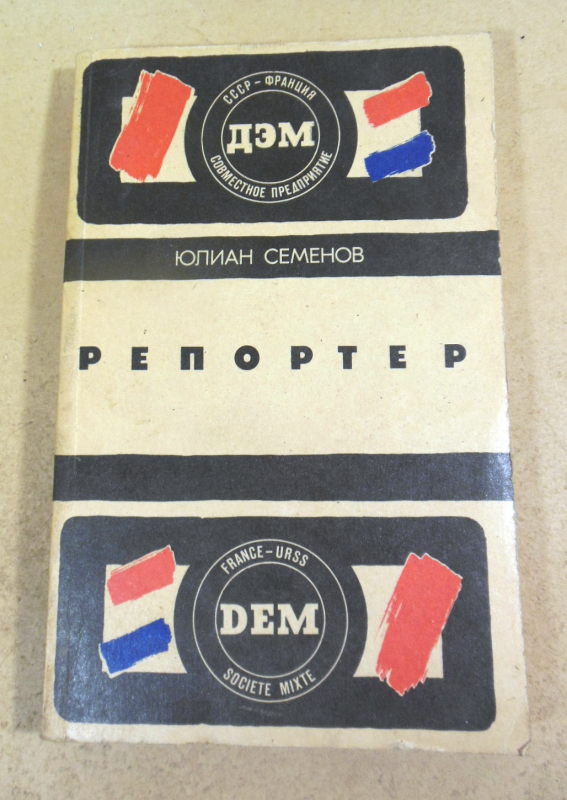 СССР – ФРАНЦИЯ
ДЭМ
СОВМЕСТНОЕ ПРЕДПРИЯТИЕ
ЮЛИАН СЕМЕНОВ
РЕПОРТЕР
FRANCE – URSS
DEM
SOCIETE MIXTE